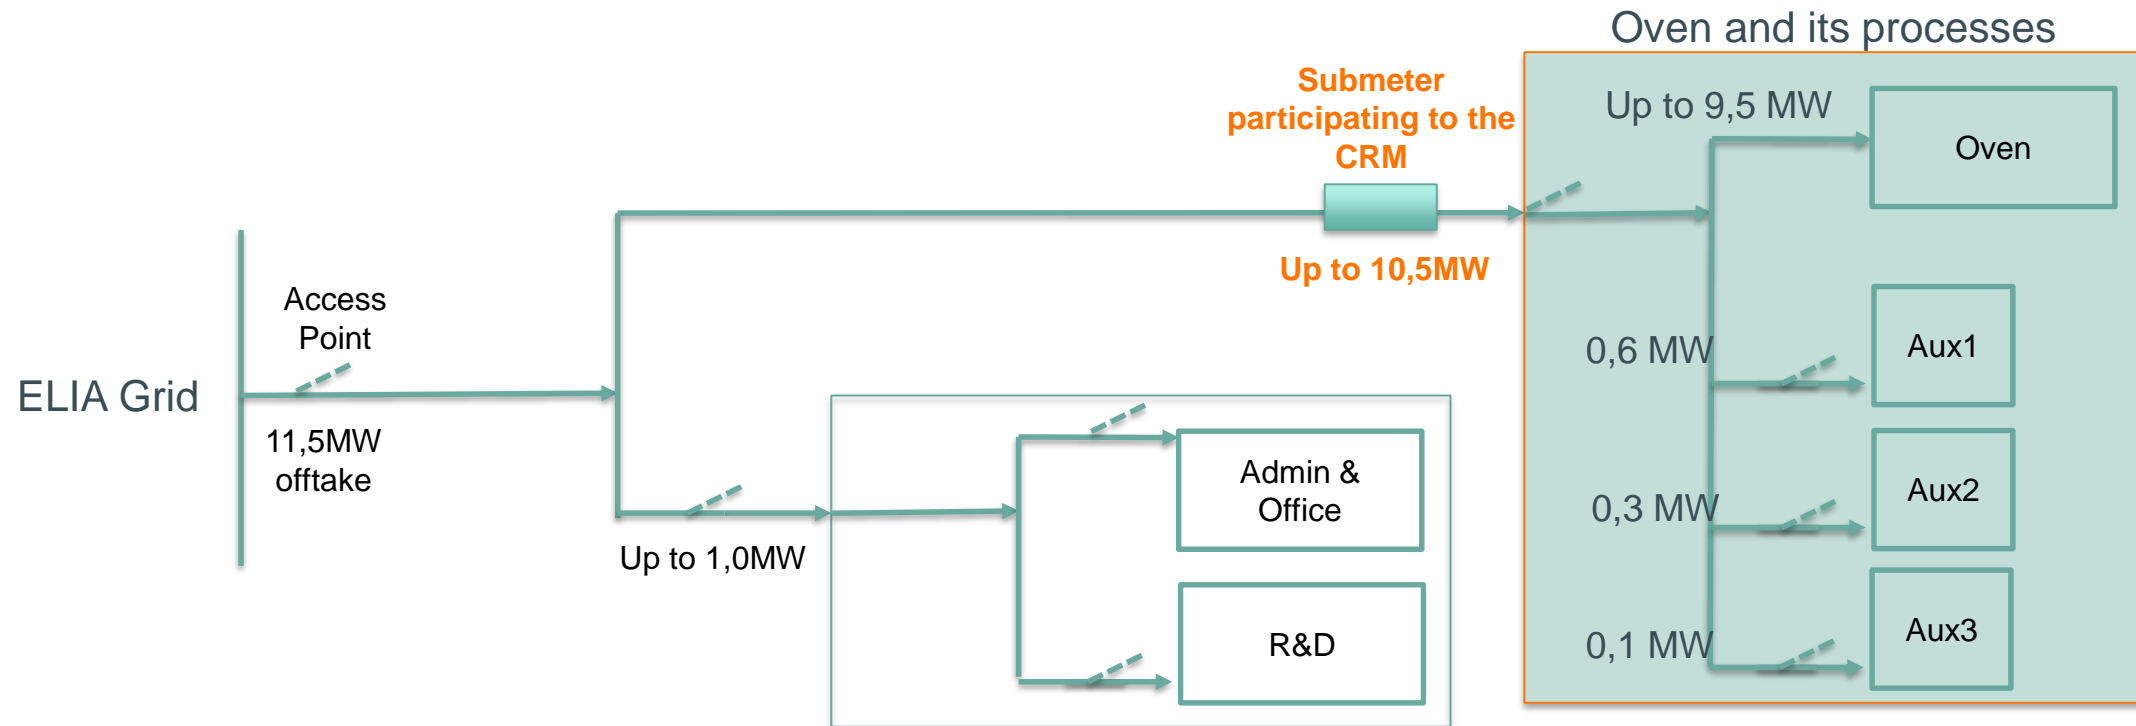 Oven and its processes
Submeter
participating to the
CRM
Up to 10,5MW
Up to 9,5 MW
Oven
0,6 MW
Aux1
0,3 MW
Aux2
0,1 MW
Aux3
Access
Point
ELIA Grid
11,5MW
offtake
Up to 1,0MW
Admin &
Office
R&D